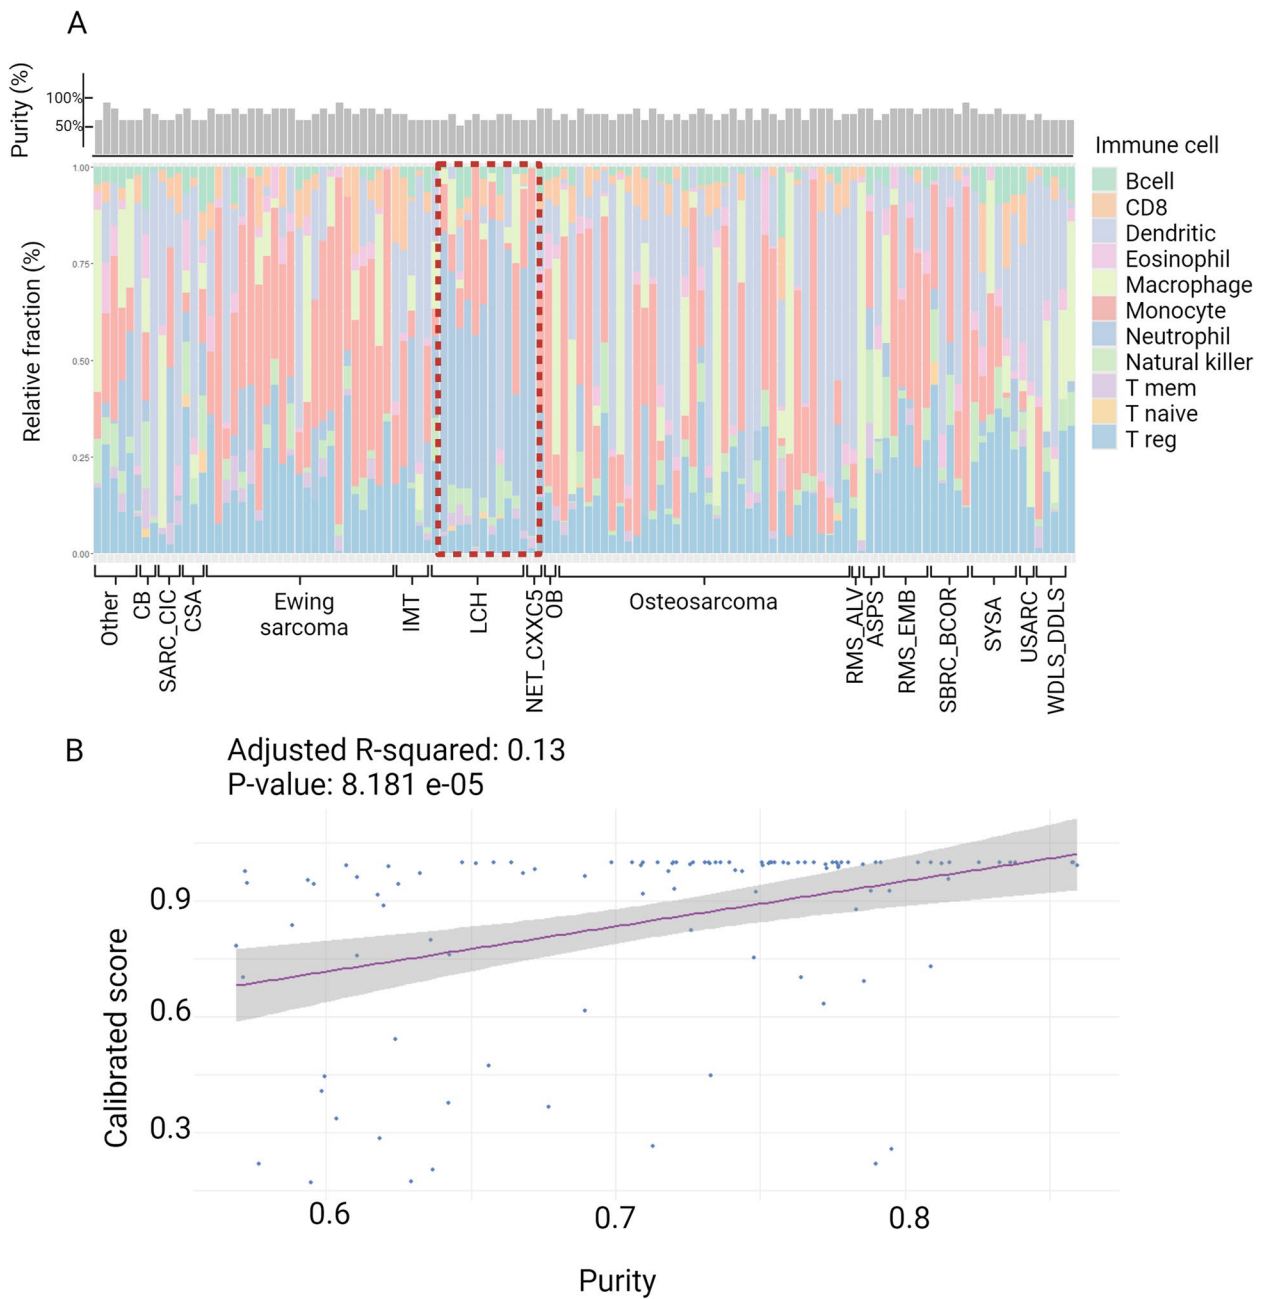 A
Purity (%)
100%
50%
Immune cell
Bcell
CD8
Dendritic
Eosinophil
Macrophage
Monocyte
Neutrophil
Natural killer
T mem
T naive
T reg
Relative fraction (%)
1.00
0.75
0.50
0.25
0.00
Other
CB
SARC_CIC
CSA
Ewing
sarcoma
IMT
LCH
NET_CXXC5
OB
Osteosarcoma
RMS_ALV
ASPS
RMS_EMB
SBRC_BCOR
SYSA
USARC
WDLS_DDLS
B
Adjusted R-squared: 0.13
P-value: 8.181 e-05
Calibrated score
0.9
0.6
0.3
0.6
0.7
0.8
Purity